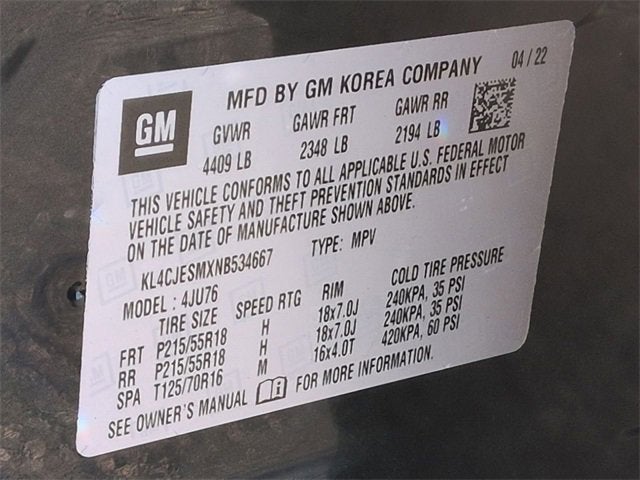 GM
MFD BY GM KOREA COMPANY 04 / 22
GVWR GAWR FRT GAWR RR
4409 LB 2348 LB 2194 LB
THIS VEHICLE CONFORMS TO ALL APPLICABLE U.S. FEDERAL MOTOR
VEHICLE SAFETY AND THEFT PREVENTION STANDARDS IN EFFECT
ON THE DATE OF MANUFACTURE SHOWN ABOVE.
KL4CJESMXNB534667 TYPE: MPV
MODEL : 4JU76
TIRE SIZE SPEED RTG RIM COLD TIRE PRESSURE
FRT P215/55R18 H 18x7.0J 240KPA, 35 PSI
RR P215/55R18 H 18x7.0J 240KPA, 35 PSI
SPA T125/70R16 M 16x4.0T 420KPA, 60 PSI
SEE OWNER'S MANUAL FOR MORE INFORMATION.